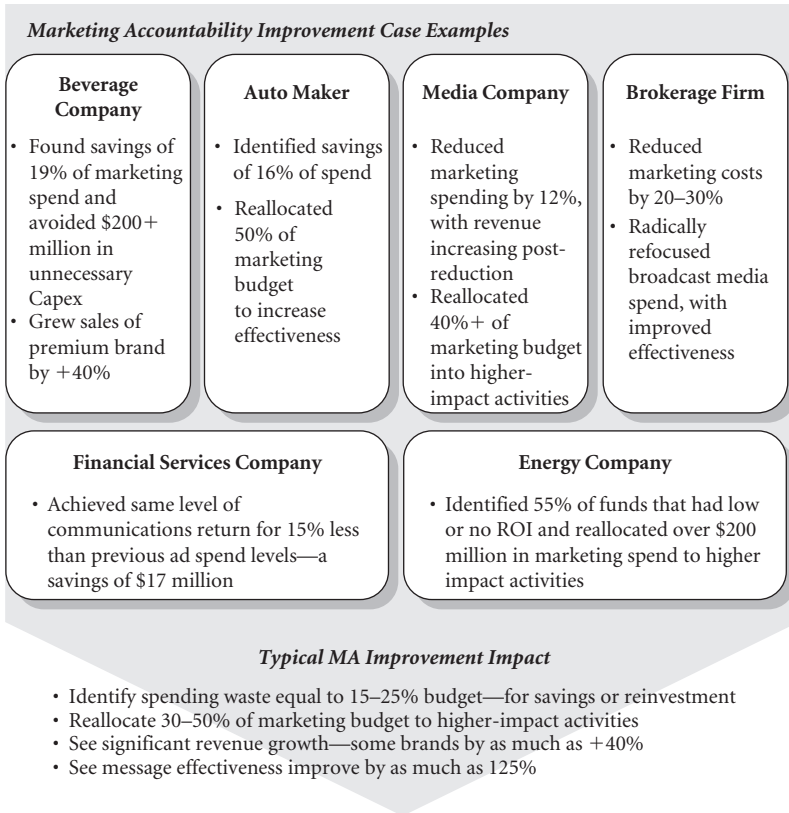 Marketing Accountability Improvement Case Examples
Beverage
Company
• Found savings of
19% of marketing
spend and
avoided $200+
million in
unnecessary
Capex
• Grew sales of
premium brand
by +40%
Auto Maker
• Identified savings
of 16% of spend
• Reallocated
50% of
marketing
budget
to increase
effectiveness
Media Company
• Reduced
marketing
spending by 12%,
with revenue
increasing post-
reduction
• Reallocated
40%+ of
marketing budget
into higher-
impact activities
Brokerage Firm
• Reduced
marketing costs
by 20–30%
• Radically
refocused
broadcast media
spend, with
improved
effectiveness
Financial Services Company
• Achieved same level of
communications return for 15% less
than previous ad spend levels—a
savings of $17 million
Energy Company
• Identified 55% of funds that had low
or no ROI and reallocated over $200
million in marketing spend to higher
impact activities
Typical MA Improvement Impact
• Identify spending waste equal to 15–25% budget—for savings or reinvestment
• Reallocate 30–50% of marketing budget to higher-impact activities
• See significant revenue growth—some brands by as much as +40%
• See message effectiveness improve by as much as 125%